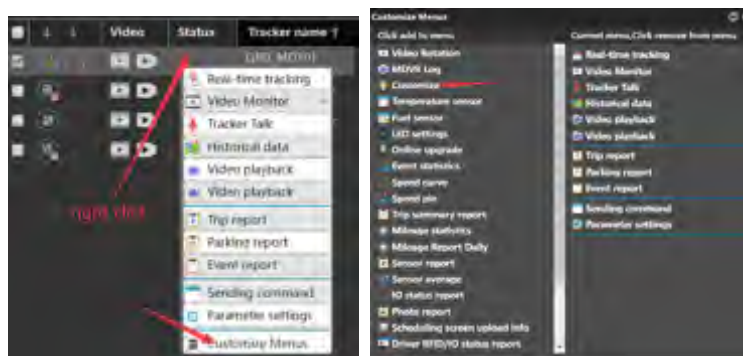 Video Status Tracker name
GRD_MDVR1
Real-time tracking
Video Monitor
Tracker Talk
Historical data
Video playback
Video playback
Trip report
Parking report
Event report
Sending command
Parameter settings
Customize Menus
right click
Customize Menus
Click add to menu
Video Rotation
MDVR Log
Customize
Temperature sensor
Fuel sensor
LED settings
Online upgrade
Event statistics
Speed curve
Speed pie
Trip summary report
Mileage statistics
Mileage Report Daily
Sensor report
Sensor average
IO status report
Photo report
Scheduling screen upload info
Driver RFID/IO status report
Current menu,Click remove from menu
Real-time tracking
Video Monitor
Tracker Talk
Historical data
Video playback
Video playback
Trip report
Parking report
Event report
Sending command
Parameter settings